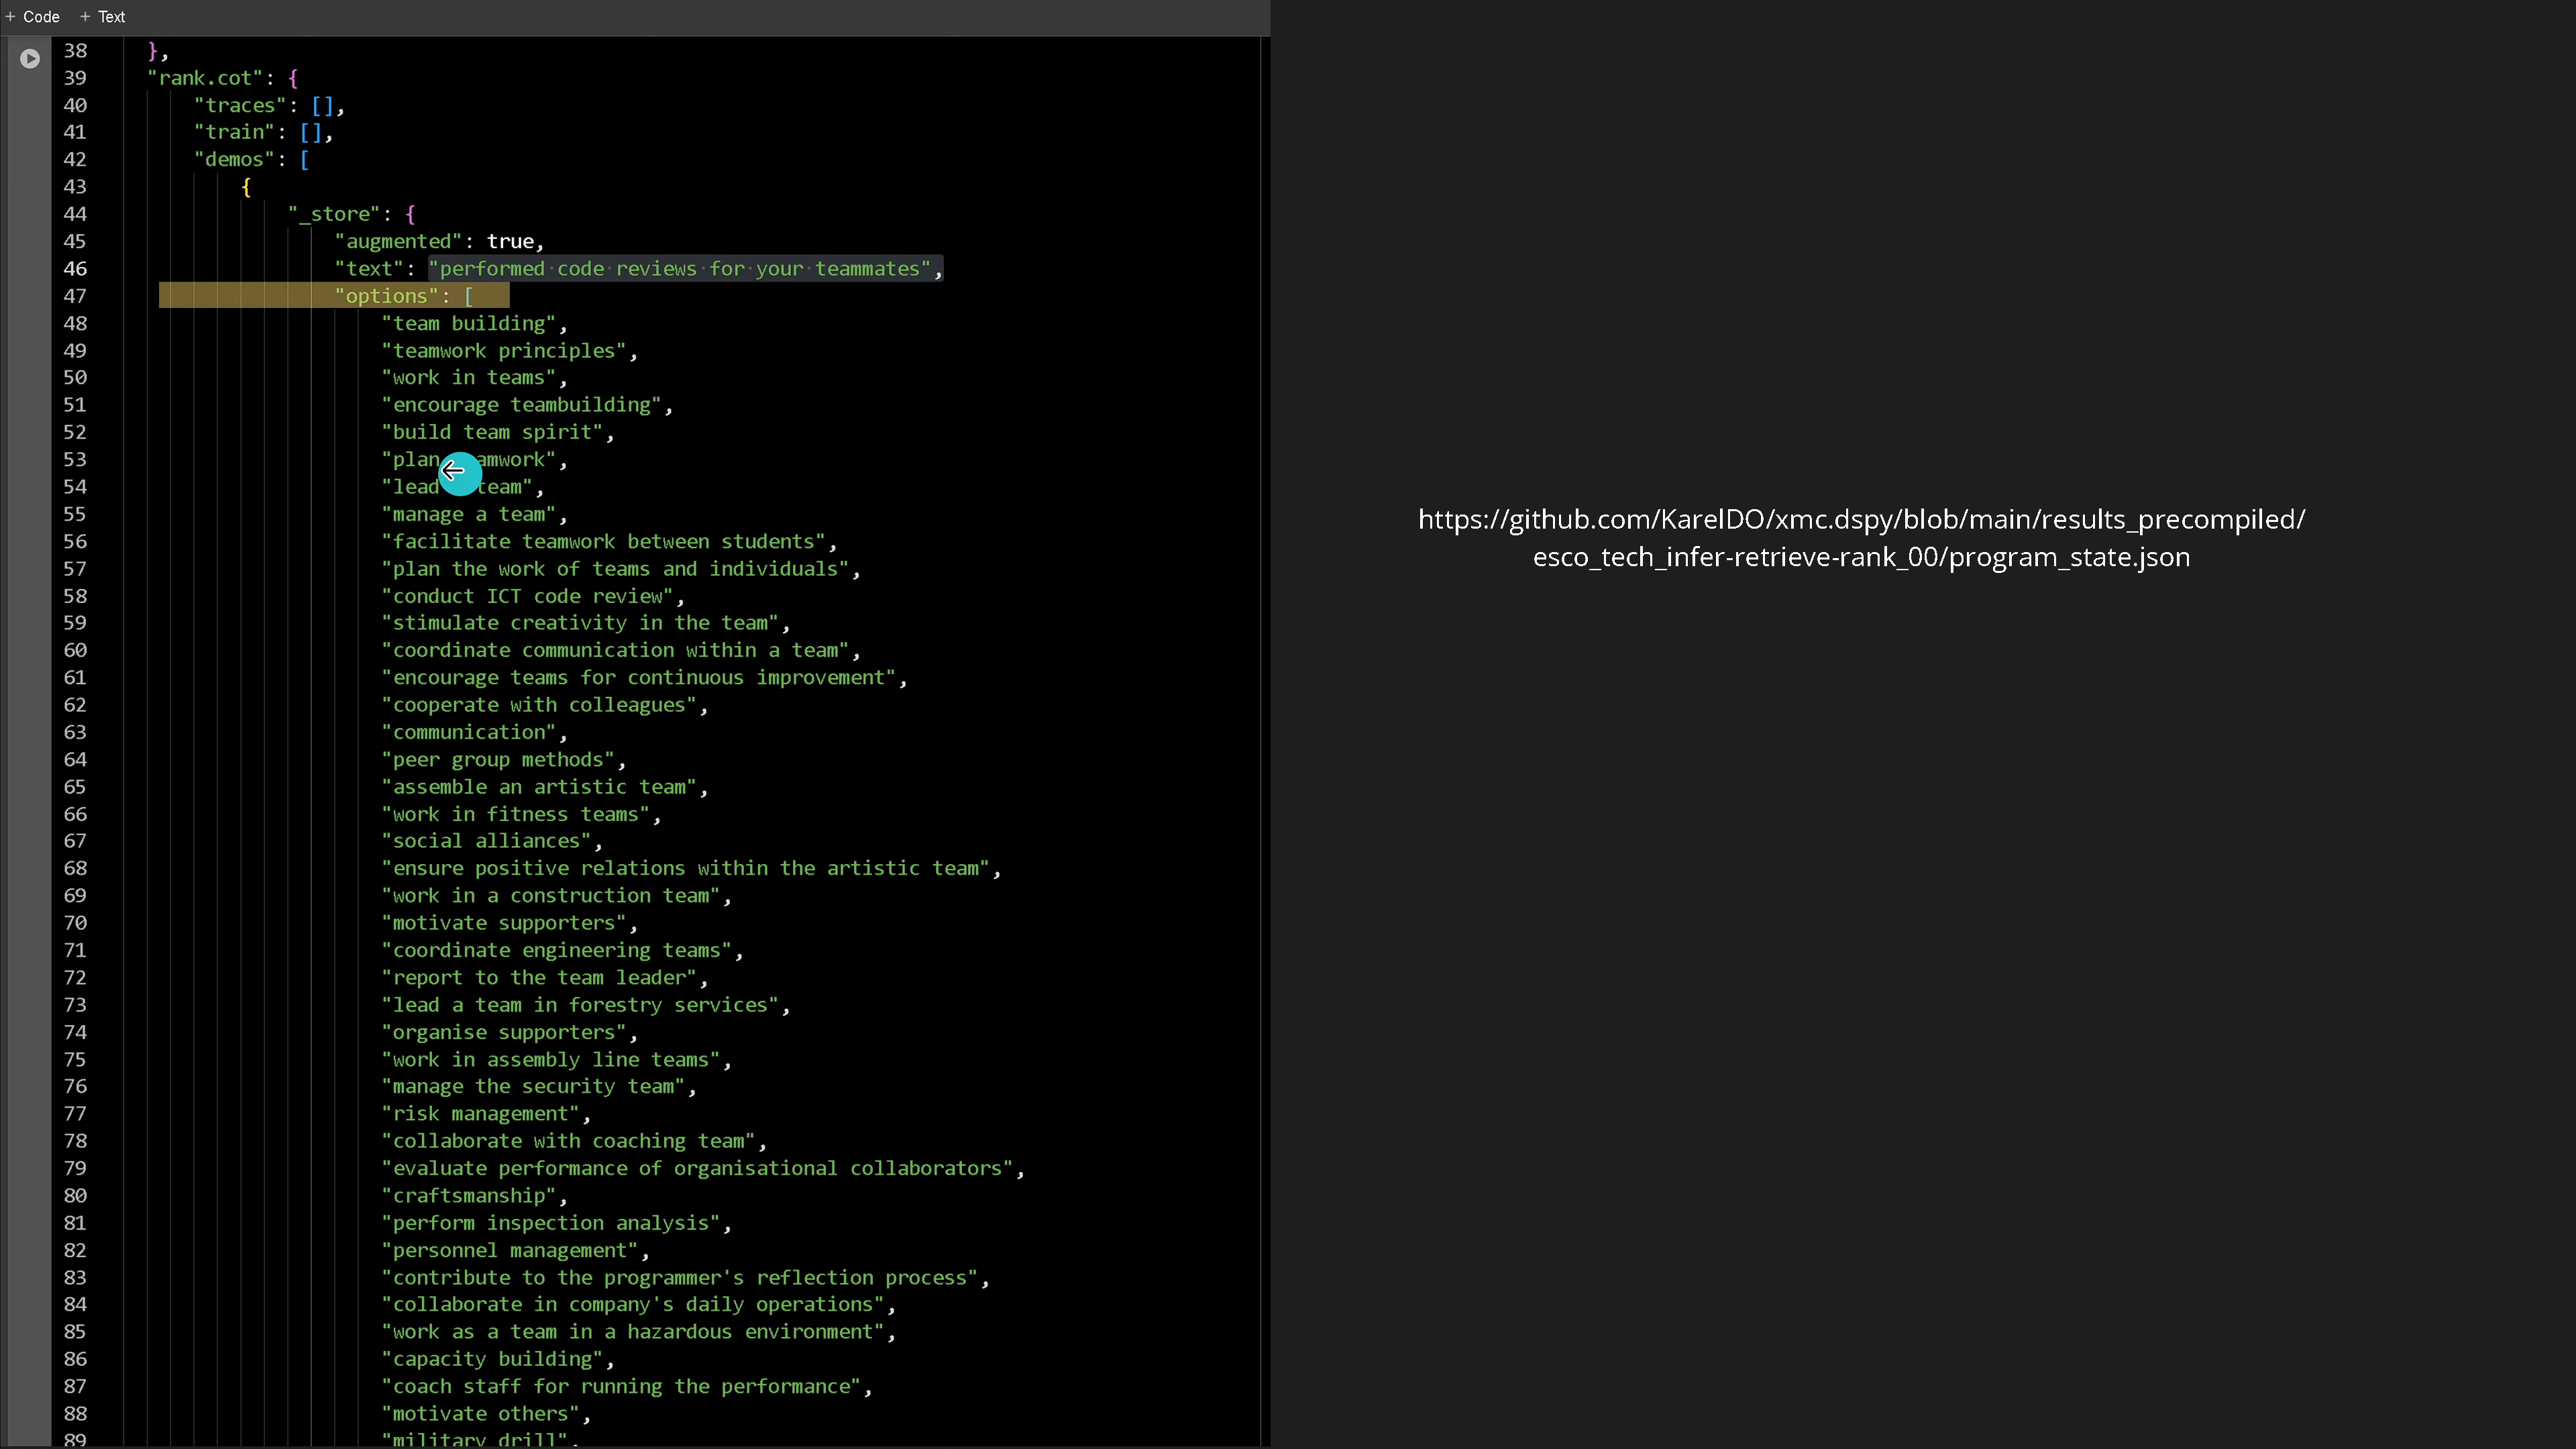 + Code + Text
38 },
39 "rank.cot": {
40 "traces": [],
41 "train": [],
42 "demos": [
43 {
44 "_store": {
45 "augmented": true,
46 "text": "performed code reviews for your teammates",
47 "options": [
48 "team building",
49 "teamwork principles",
50 "work in teams",
51 "encourage teambuilding",
52 "build team spirit",
53 "plan amwork",
54 "lead team",
55 "manage a team",
56 "facilitate teamwork between students",
57 "plan the work of teams and individuals",
58 "conduct ICT code review",
59 "stimulate creativity in the team",
60 "coordinate communication within a team",
61 "encourage teams for continuous improvement",
62 "cooperate with colleagues",
63 "communication",
64 "peer group methods",
65 "assemble an artistic team",
66 "work in fitness teams",
67 "social alliances",
68 "ensure positive relations within the artistic team",
69 "work in a construction team",
70 "motivate supporters",
71 "coordinate engineering teams",
72 "report to the team leader",
73 "lead a team in forestry services",
74 "organise supporters",
75 "work in assembly line teams",
76 "manage the security team",
77 "risk management",
78 "collaborate with coaching team",
79 "evaluate performance of organisational collaborators",
80 "craftsmanship",
81 "perform inspection analysis",
82 "personnel management",
83 "contribute to the programmer's reflection process",
84 "collaborate in company's daily operations",
85 "work as a team in a hazardous environment",
86 "capacity building",
87 "coach staff for running the performance",
88 "motivate others",
89 "military drill",
https://github.com/KarelDO/xmc.dspy/blob/main/results_precompiled/
esco_tech_infer-retrieve-rank_00/program_state.json